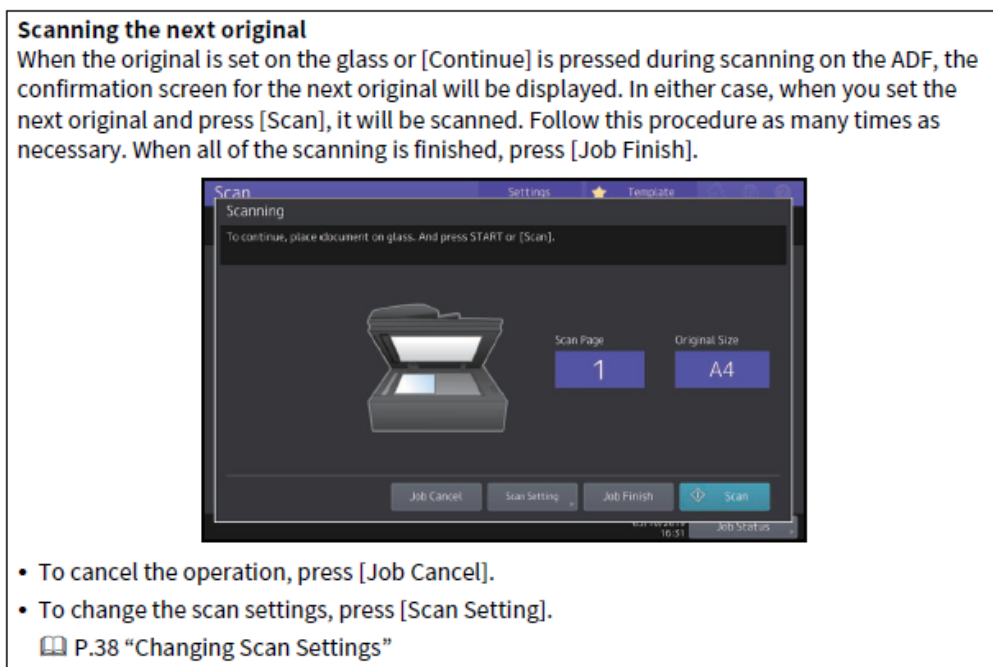 Scanning the next original
When the original is set on the glass or [Continue] is pressed during scanning on the ADF, the
confirmation screen for the next original will be displayed. In either case, when you set the
next original and press [Scan], it will be scanned. Follow this procedure as many times as
necessary. When all of the scanning is finished, press [Job Finish].
Scan Settings Template
Scanning
To continue, place document on glass. And press START or [Scan].
Scan Page Original Size
1 A4
Job Cancel Scan Setting Job Finish Scan
16:31 Job Status
• To cancel the operation, press [Job Cancel].
• To change the scan settings, press [Scan Setting].
P.38 “Changing Scan Settings”